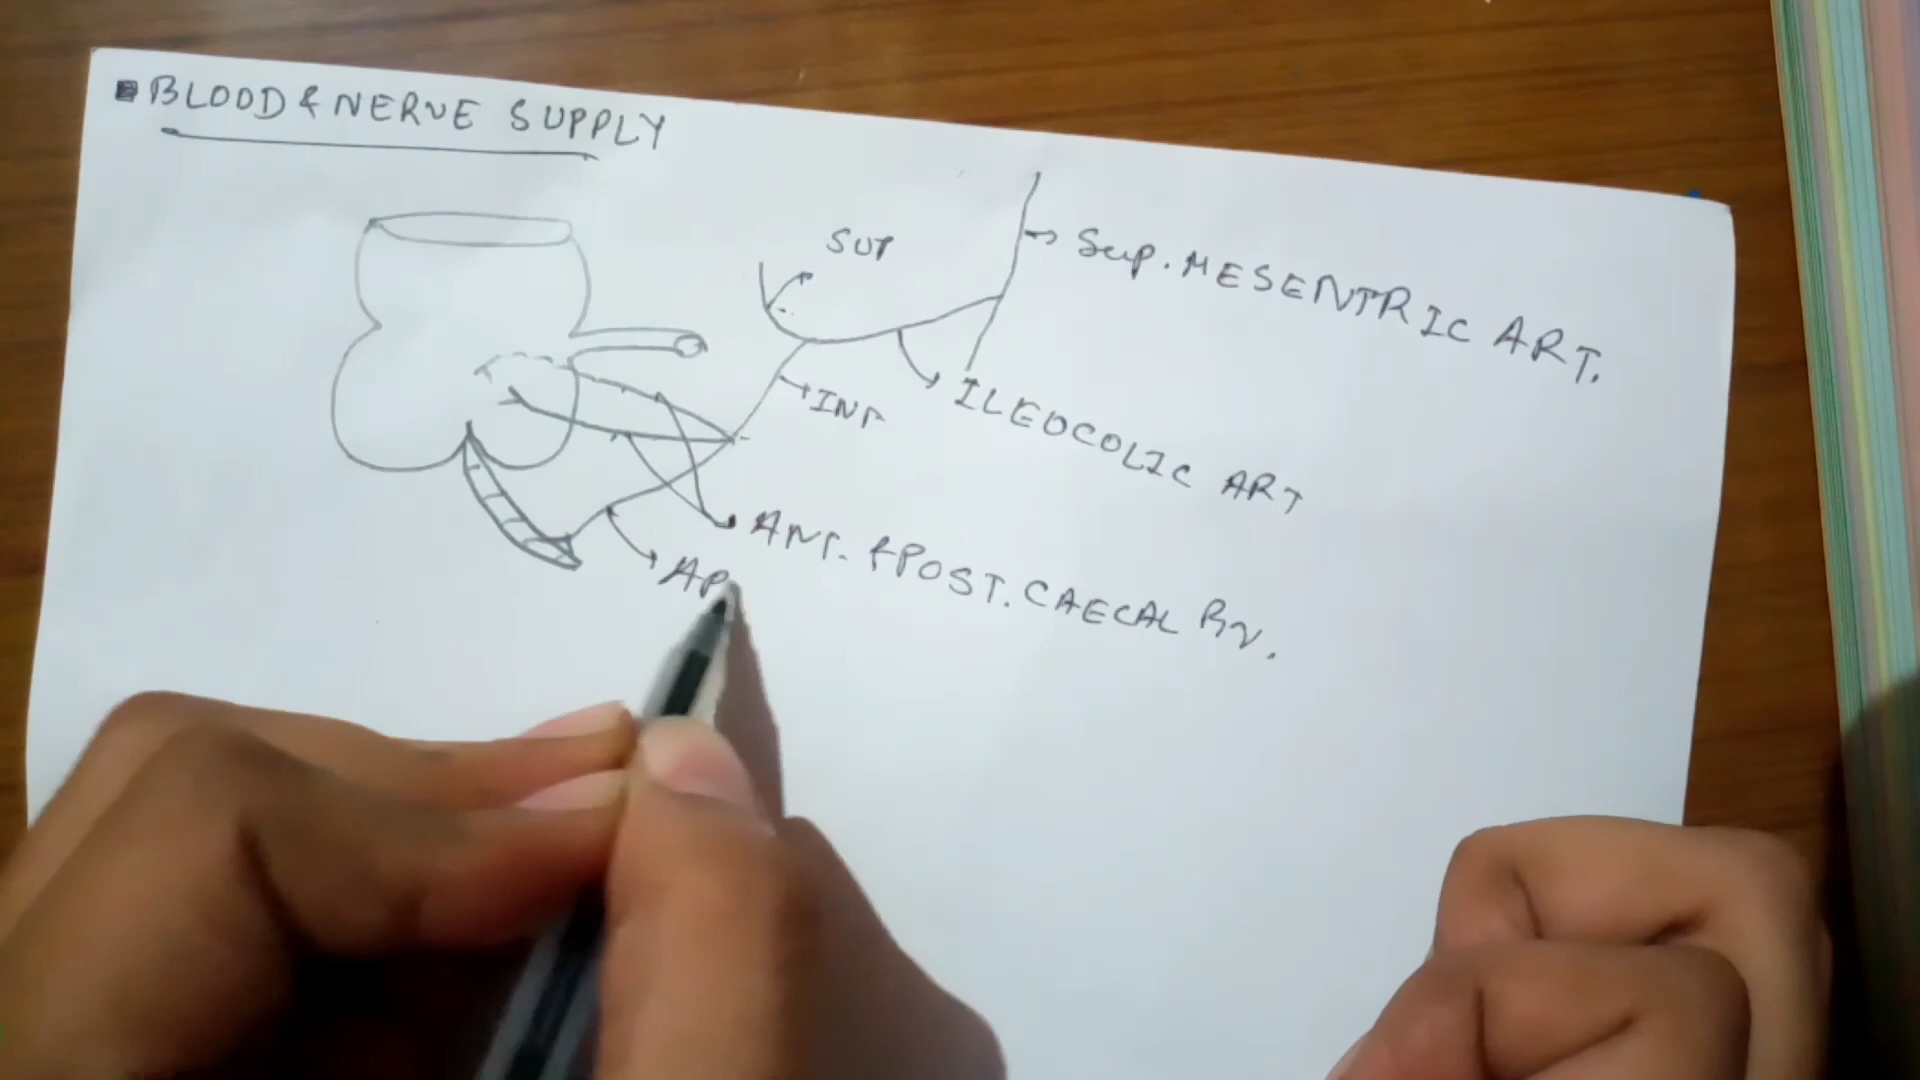 BLOOD & NERVE SUPPLY
SUP
Sup. MESENTRIC ART.
INF
ILEOCOLIC ART
ANT. & POST. CAECAL Br.
AP